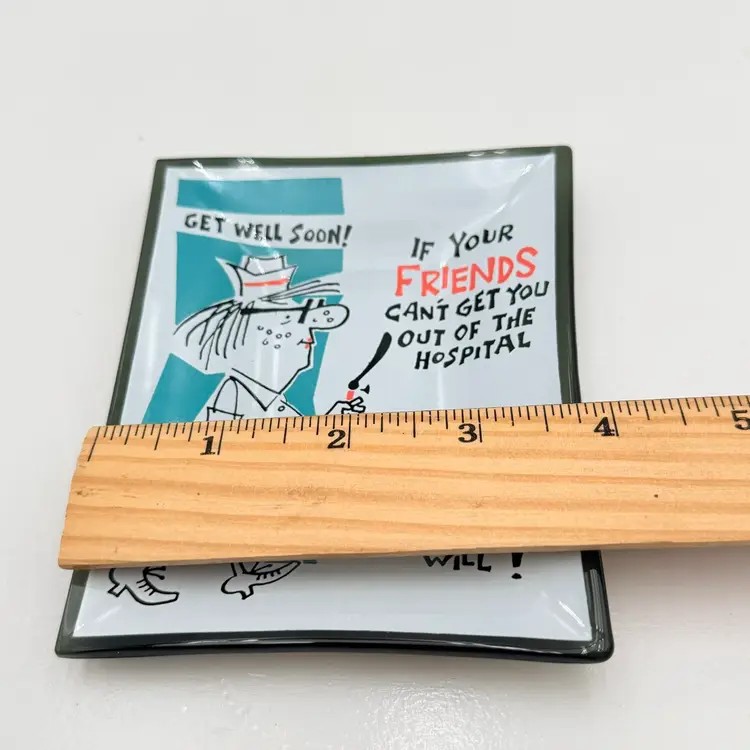 GET WELL SOON!
IF YOUR
FRIENDS
CAN'T GET YOU
OUT OF THE
HOSPITAL
1 2 3 4 5
WILL!